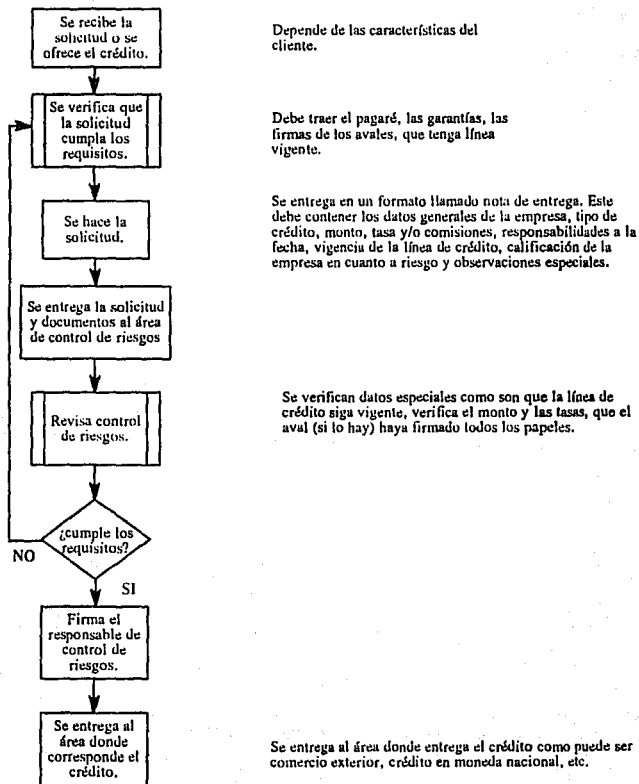 Se recibe la
solicitud o se
ofrece el crédito.
Depende de las características del
cliente.
Se verifica que
la solicitud
cumpla los
requisitos.
Debe traer el pagaré, las garantías, las
firmas de los avales, que tenga línea
vigente.
Se hace la
solicitud.
Se entrega en un formato llamado nota de entrega. Este
debe contener los datos generales de la empresa, tipo de
crédito, monto, tasa y/o comisiones, responsabilidades a la
fecha, vigencia de la línea de crédito, calificación de la
empresa en cuanto a riesgo y observaciones especiales.
Se entrega la solicitud
y documentos al área
de control de riesgos
Revisa control
de riesgos.
Se verifican datos especiales como son que la línea de
crédito siga vigente, verifica el monto y las tasas, que el
aval (si lo hay) haya firmado todos los papeles.
¿cumple los
requisitos?
NO
SI
Firma el
responsable de
control de
riesgos.
Se entrega al
área donde
corresponde el
crédito.
Se entrega al área donde entrega el crédito como puede ser
comercio exterior, crédito en moneda nacional, etc.